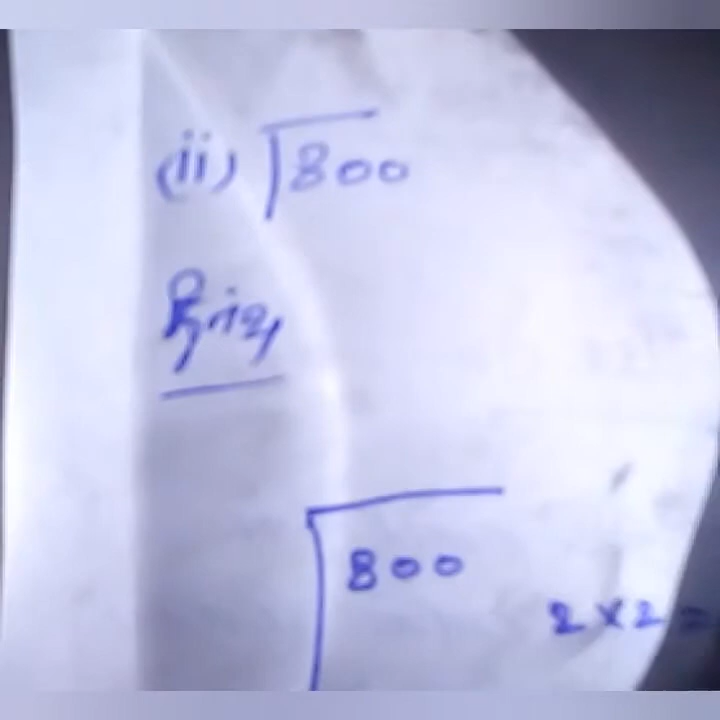 (ii) √800
தீர்வு
√800
2 × 2 =